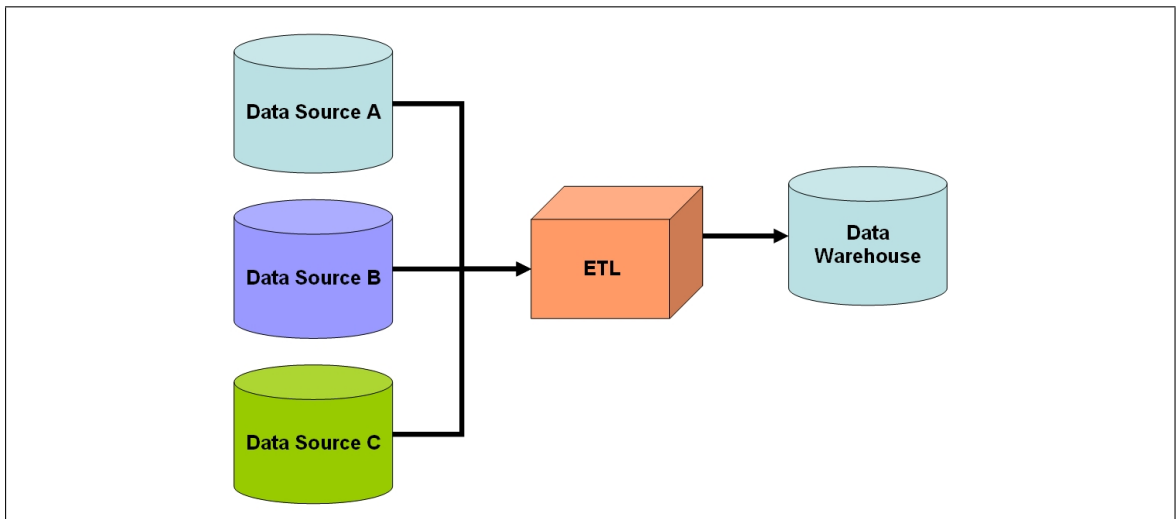 Data Source A
Data Source B
Data Source C
ETL
Data
Warehouse